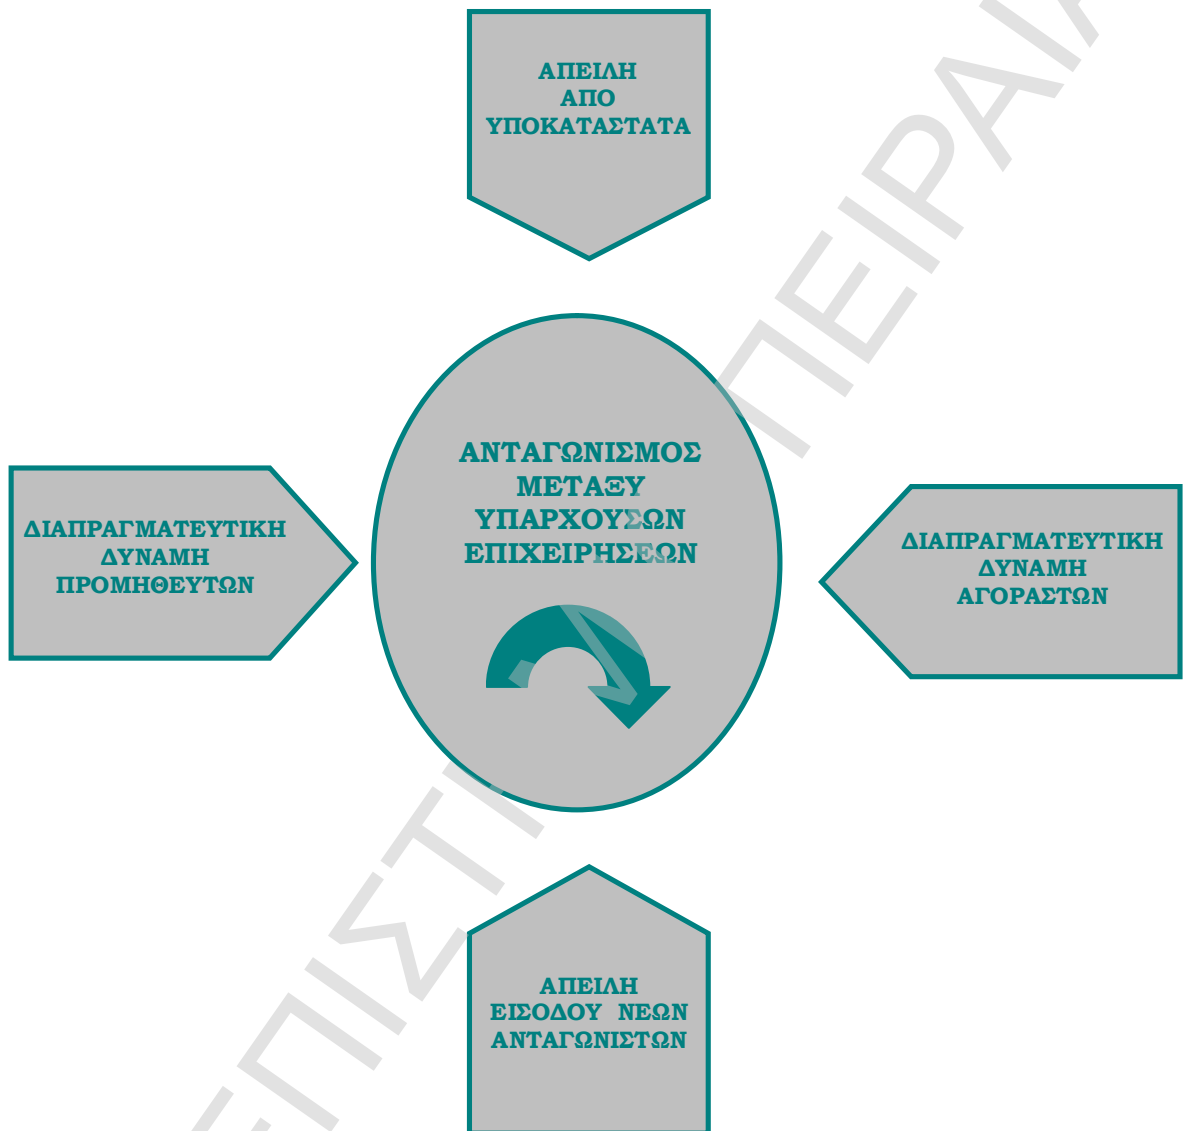 ΑΠΕΙΛΗ
ΑΠΟ
ΥΠΟΚΑΤΑΣΤΑΤΑ
ΑΝΤΑΓΩΝΙΣΜΟΣ
ΜΕΤΑΞΥ
ΥΠΑΡΧΟΥΣΩΝ
ΕΠΙΧΕΙΡΗΣΕΩΝ
ΔΙΑΠΡΑΓΜΑΤΕΥΤΙΚΗ
ΔΥΝΑΜΗ
ΠΡΟΜΗΘΕΥΤΩΝ
ΔΙΑΠΡΑΓΜΑΤΕΥΤΙΚΗ
ΔΥΝΑΜΗ
ΑΓΟΡΑΣΤΩΝ
ΑΠΕΙΛΗ
ΕΙΣΟΔΟΥ ΝΕΩΝ
ΑΝΤΑΓΩΝΙΣΤΩΝ